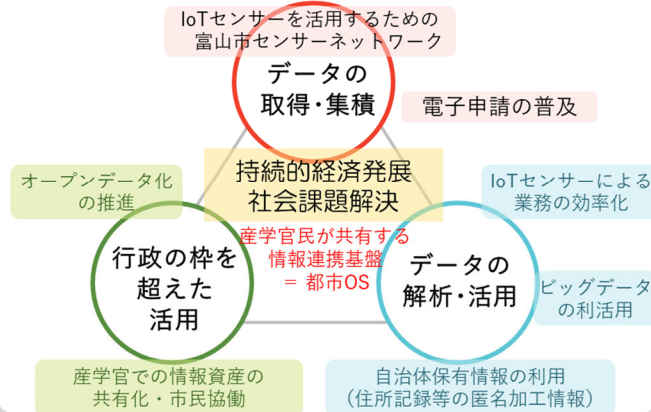 IoTセンサーを活用するための
富山市センサーネットワーク
データの
取得・集積
電子申請の普及
持続的経済発展
社会課題解決
オープンデータ化
の推進
IoTセンサーによる
業務の効率化
産学官民が共有する
情報連携基盤
＝ 都市OS
行政の枠を
超えた
活用
データの
解析・活用
ビッグデータ
の利活用
産学官での情報資産の
共有化・市民協働
自治体保有情報の利用
（住所記録等の匿名加工情報）